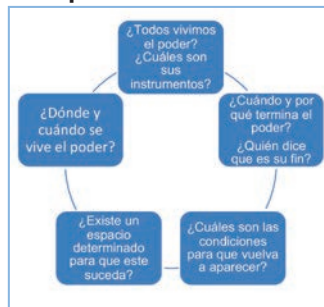 ¿Todos vivimos
el poder?
¿Cuáles son
sus
instrumentos?
¿Cuándo y por
qué termina el
poder?
¿Quién dice
que es su fin?
¿Cuáles son las
condiciones
para que vuelva
a aparecer?
¿Existe un
espacio
determinado
para que este
suceda?
¿Dónde y
cuándo se
vive el poder?